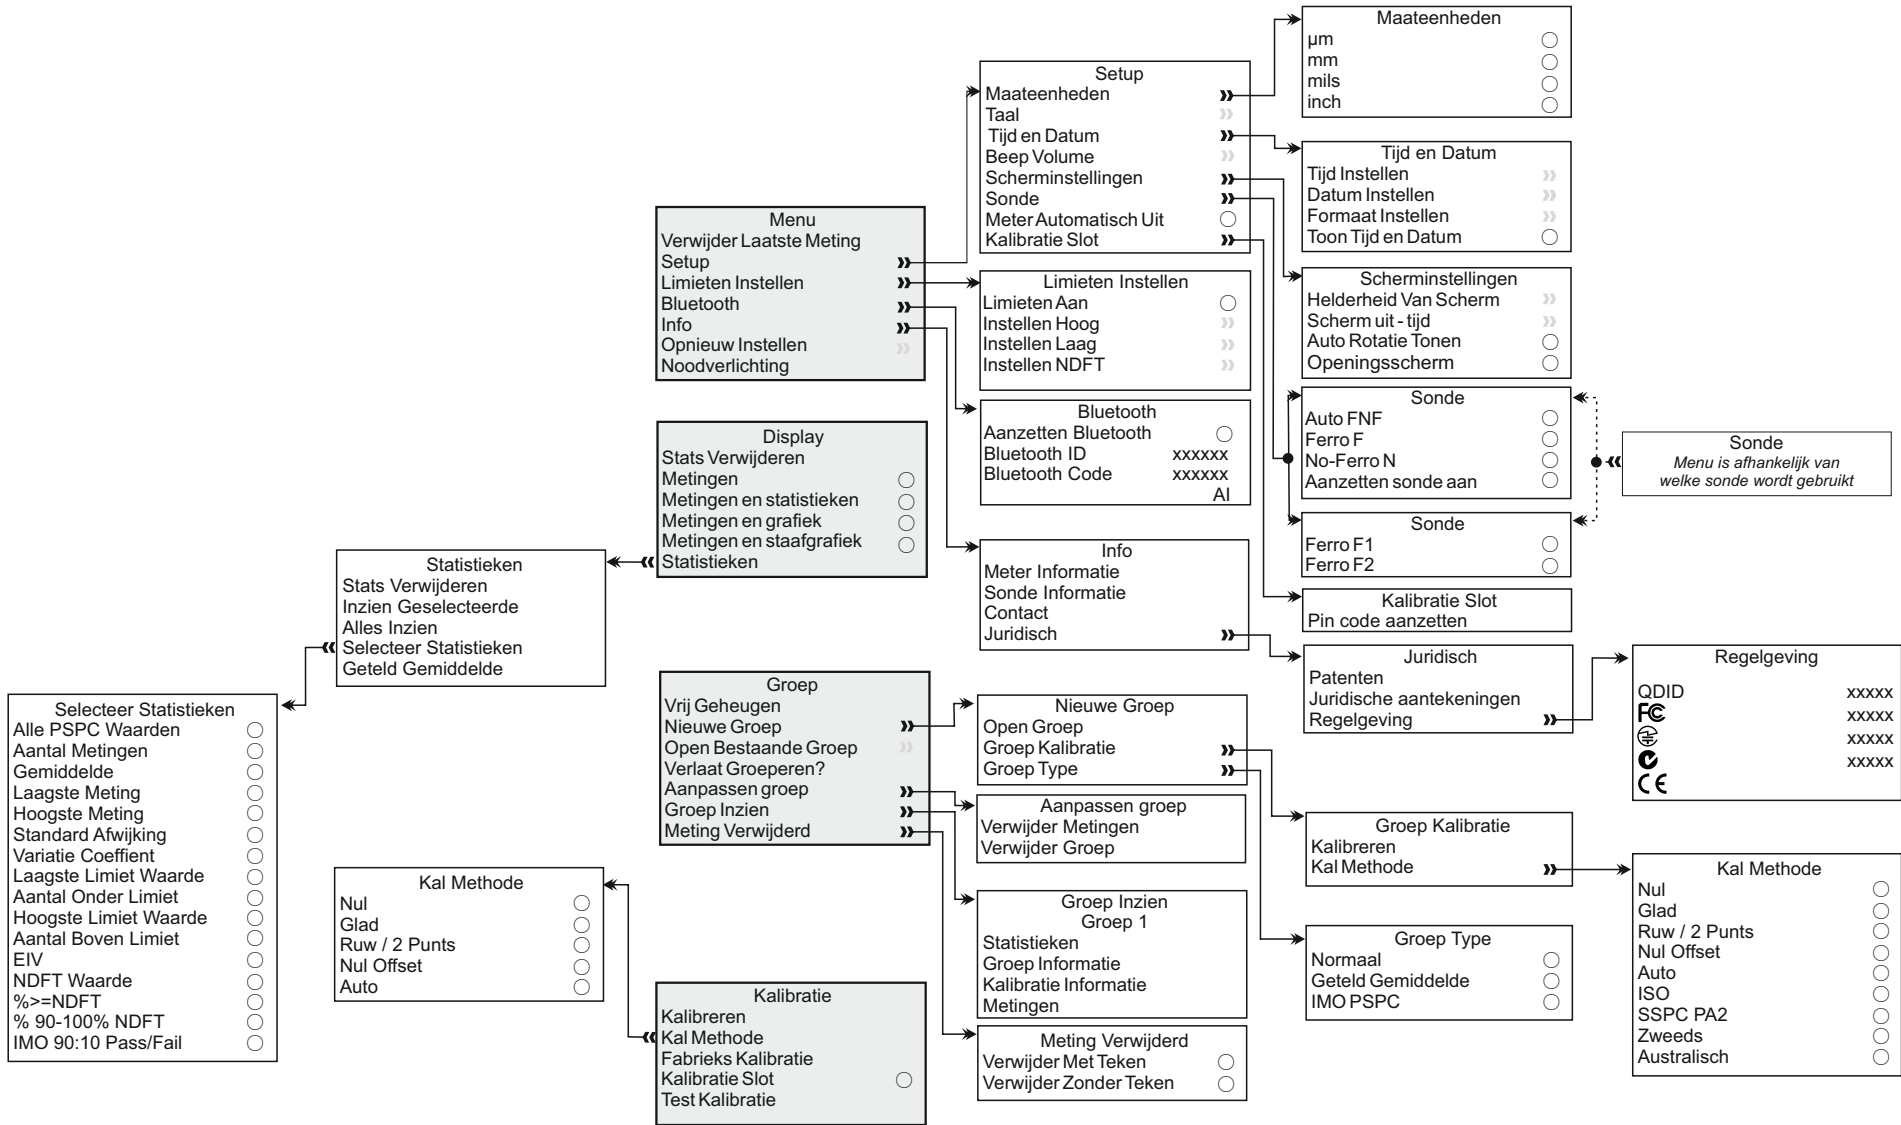 Maateenheden
µm
mm
mils
inch
Setup
Maateenheden
Taal
Tijd en Datum
Beep Volume
Scherminstellingen
Sonde
Meter Automatisch Uit
Kalibratie Slot
Tijd en Datum
Tijd Instellen
Datum Instellen
Formaat Instellen
Toon Tijd en Datum
Menu
Verwijder Laatste Meting
Setup
Limieten Instellen
Bluetooth
Info
Opnieuw Instellen
Noodverlichting
Limieten Instellen
Limieten Aan
Instellen Hoog
Instellen Laag
Instellen NDFT
Scherminstellingen
Helderheid Van Scherm
Scherm uit - tijd
Auto Rotatie Tonen
Openingsscherm
Bluetooth
Aanzetten Bluetooth
Bluetooth ID xxxxxx
Bluetooth Code xxxxxx
AI
Sonde
Auto FNF
Ferro F
No-Ferro N
Aanzetten sonde aan
Sonde
Menu is afhankelijk van
welke sonde wordt gebruikt
Sonde
Ferro F1
Ferro F2
Display
Stats Verwijderen
Metingen
Metingen en statistieken
Metingen en grafiek
Metingen en staafgrafiek
Statistieken
Statistieken
Stats Verwijderen
Inzien Geselecteerde
Alles Inzien
Selecteer Statistieken
Geteld Gemiddelde
Info
Meter Informatie
Sonde Informatie
Contact
Juridisch
Kalibratie Slot
Pin code aanzetten
Juridisch
Patenten
Juridische aantekeningen
Regelgeving
Regelgeving
QDID xxxxx
FC xxxxx
xxxxx
xxxxx
CE
Selecteer Statistieken
Alle PSPC Waarden
Aantal Metingen
Gemiddelde
Laagste Meting
Hoogste Meting
Standard Afwijking
Variatie Coeffient
Laagste Limiet Waarde
Aantal Onder Limiet
Hoogste Limiet Waarde
Aantal Boven Limiet
EIV
NDFT Waarde
%>=NDFT
% 90-100% NDFT
IMO 90:10 Pass/Fail
Groep
Vrij Geheugen
Nieuwe Groep
Open Bestaande Groep
Verlaat Groeperen?
Aanpassen groep
Groep Inzien
Meting Verwijderd
Nieuwe Groep
Open Groep
Groep Kalibratie
Groep Type
Aanpassen groep
Verwijder Metingen
Verwijder Groep
Groep Kalibratie
Kalibreren
Kal Methode
Kal Methode
Nul
Glad
Ruw / 2 Punts
Nul Offset
Auto
Groep Inzien
Groep 1
Statistieken
Groep Informatie
Kalibratie Informatie
Metingen
Groep Type
Normaal
Geteld Gemiddelde
IMO PSPC
Kal Methode
Nul
Glad
Ruw / 2 Punts
Nul Offset
Auto
ISO
SSPC PA2
Zweeds
Australisch
Kalibratie
Kalibreren
Kal Methode
Fabrieks Kalibratie
Kalibratie Slot
Test Kalibratie
Meting Verwijderd
Verwijder Met Teken
Verwijder Zonder Teken